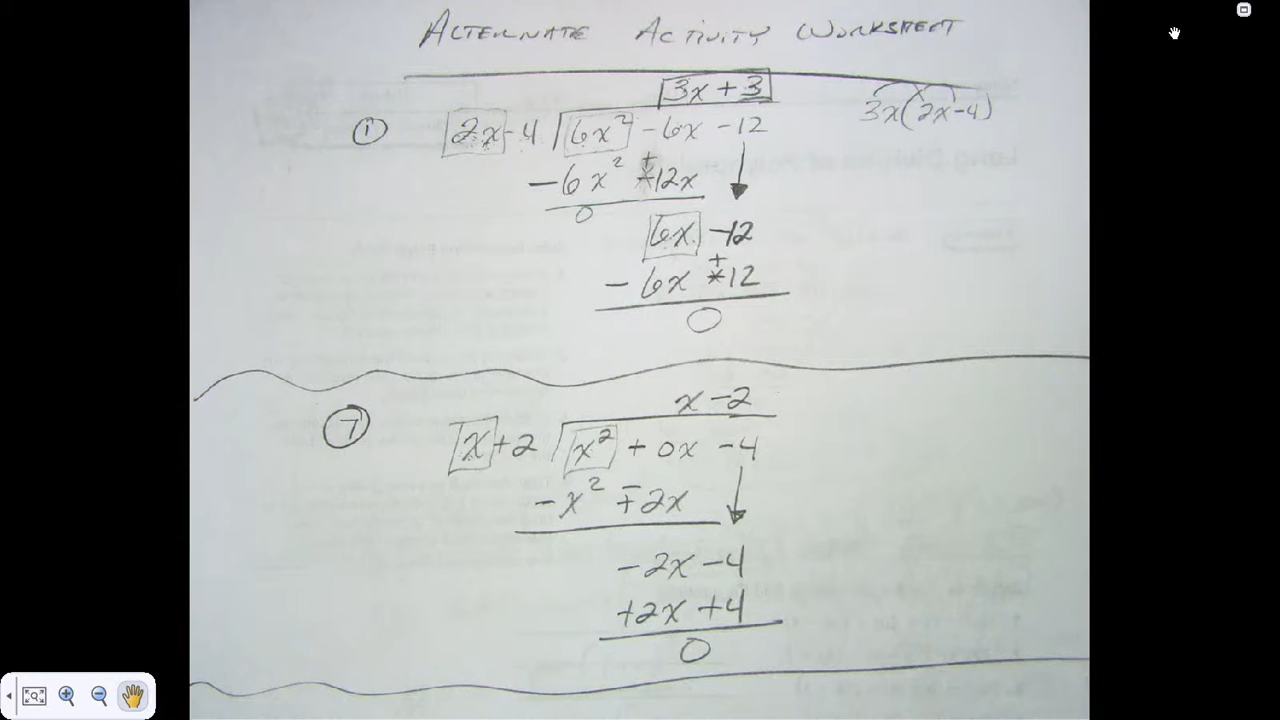 ALTERNATE ACTIVITY WORKSHEET
3x + 3
3x(2x-4)
① 2x-4 6x² -6x -12
-6x² + 12x
0
6x -12
- 6x + 12
0
x -2
⑦ x+2 x² + 0x -4
-x² - 2x
-2x -4
+2x +4
0